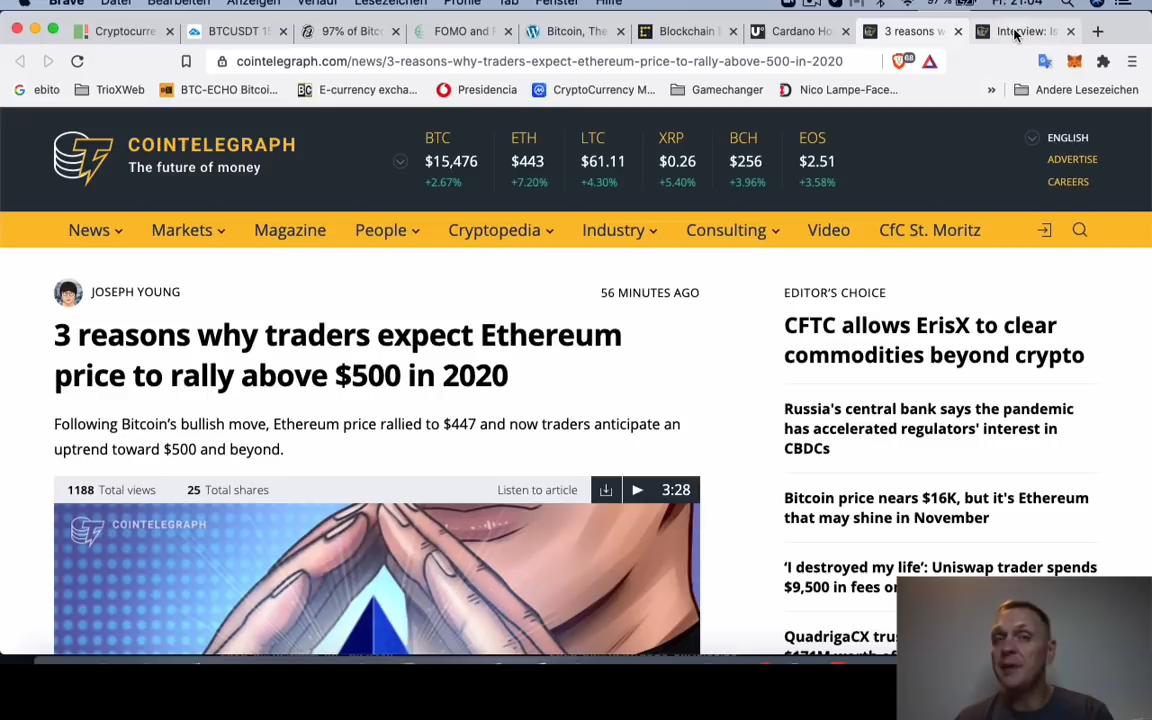 Brave Datei Bearbeiten Anzeigen Verlauf Lesezeichen Profile Tab Fenster Hilfe 97 % Fr. 21:04
Cryptocurre
BTCUSDT 15
97% of Bitco
FOMO and F
Bitcoin, The
Blockchain
Cardano Ho
3 reasons w
Interview: Is
cointelegraph.com/news/3-reasons-why-traders-expect-ethereum-price-to-rally-above-500-in-2020
ebito TrioXWeb BTC-ECHO Bitcoi... E-currency excha... Presidencia CryptoCurrency M... Gamechanger Nico Lampe-Face... » Andere Lesezeichen
COINTELEGRAPH
The future of money
BTC ETH LTC XRP BCH EOS
$15,476 $443 $61.11 $0.26 $256 $2.51
+2.67% +7.20% +4.30% +5.40% +3.96% +3.58%
ENGLISH
ADVERTISE
CAREERS
News Markets Magazine People Cryptopedia Industry Consulting Video CfC St. Moritz
JOSEPH YOUNG
56 MINUTES AGO
3 reasons why traders expect Ethereum
price to rally above $500 in 2020
Following Bitcoin's bullish move, Ethereum price rallied to $447 and now traders anticipate an
uptrend toward $500 and beyond.
1188 Total views 25 Total shares Listen to article 3:28
COINTELEGRAPH
EDITOR'S CHOICE
CFTC allows ErisX to clear
commodities beyond crypto
Russia's central bank says the pandemic
has accelerated regulators' interest in
CBDCs
Bitcoin price nears $16K, but it's Ethereum
that may shine in November
'I destroyed my life': Uniswap trader spends
$9,500 in fees
QuadrigaCX